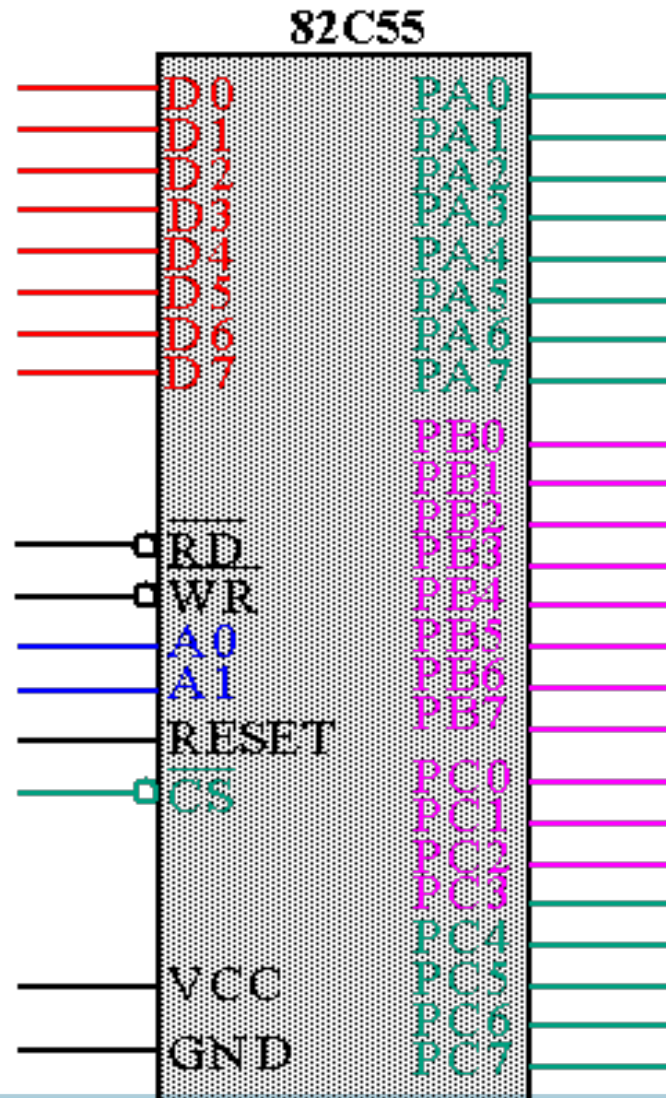 82C55
D0
D1
D2
D3
D4
D5
D6
D7
RD
WR
A0
A1
RESET
CS
VCC
GND
PA0
PA1
PA2
PA3
PA4
PA5
PA6
PA7
PB0
PB1
PB2
PB3
PB4
PB5
PB6
PB7
PC0
PC1
PC2
PC3
PC4
PC5
PC6
PC7